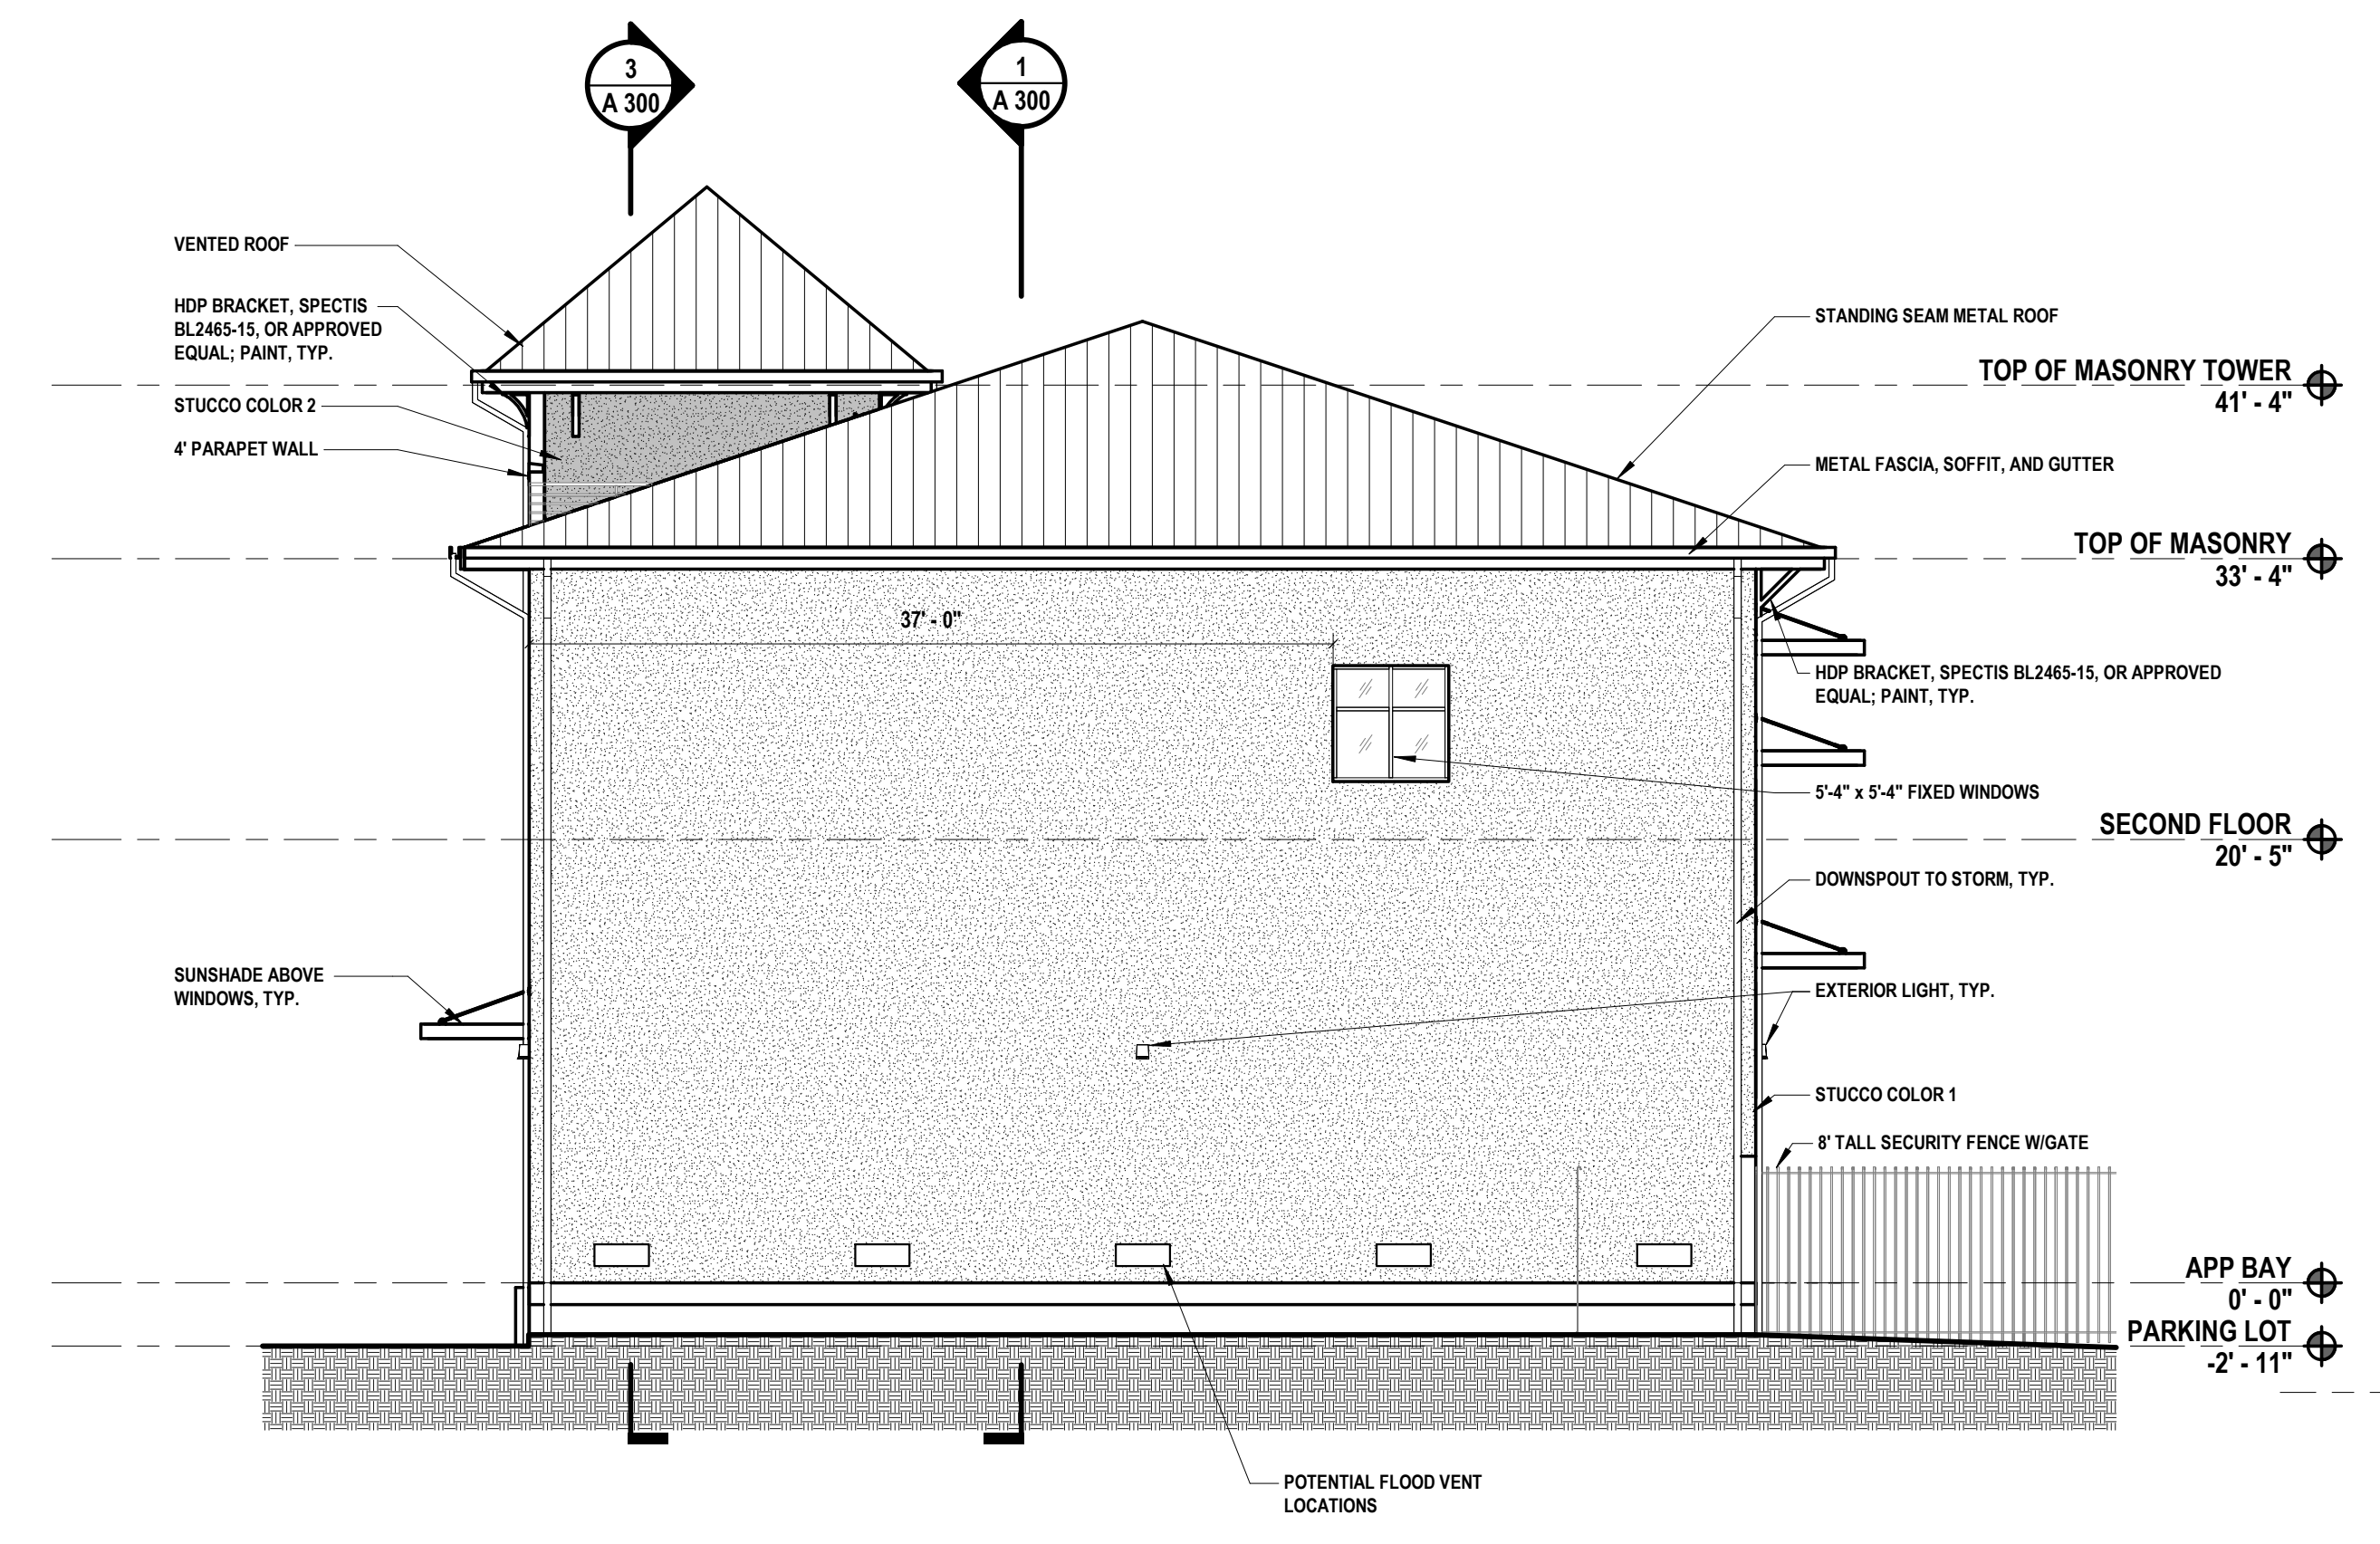 3
A 300
1
A 300
VENTED ROOF
HDP BRACKET, SPECTIS
BL2465-15, OR APPROVED
EQUAL; PAINT, TYP.
STUCCO COLOR 2
4' PARAPET WALL
STANDING SEAM METAL ROOF
TOP OF MASONRY TOWER
41' - 4"
METAL FASCIA, SOFFIT, AND GUTTER
TOP OF MASONRY
33' - 4"
37' - 0"
HDP BRACKET, SPECTIS BL2465-15, OR APPROVED
EQUAL; PAINT, TYP.
5'-4" x 5'-4" FIXED WINDOWS
SECOND FLOOR
20' - 5"
DOWNSPOUT TO STORM, TYP.
SUNSHADE ABOVE
WINDOWS, TYP.
EXTERIOR LIGHT, TYP.
STUCCO COLOR 1
8' TALL SECURITY FENCE W/GATE
APP BAY
0' - 0"
PARKING LOT
-2' - 11"
POTENTIAL FLOOD VENT
LOCATIONS